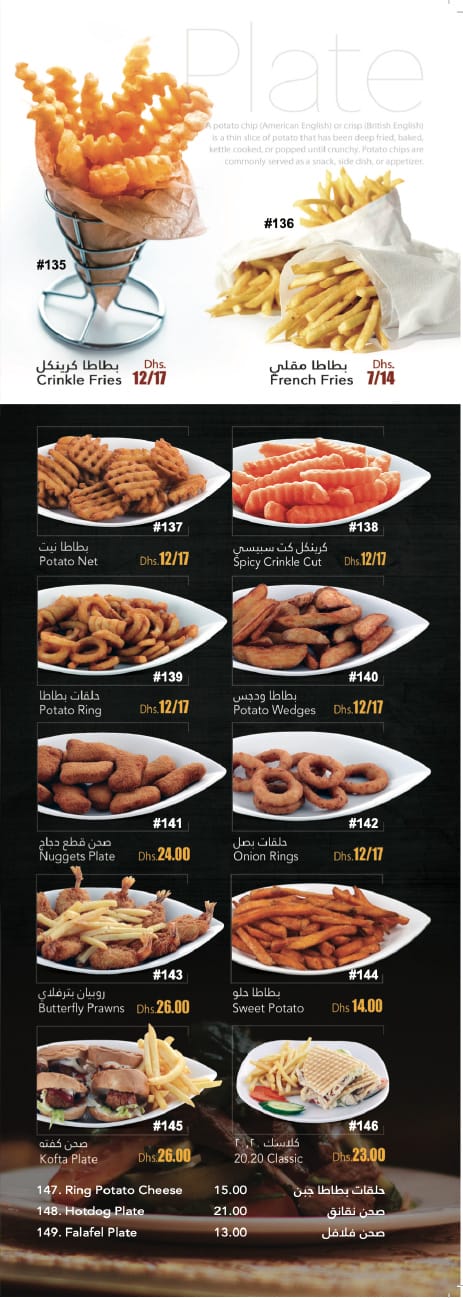 Plate
A potato chip (American English) or crisp (British English)
is a thin slice of potato that has been deep fried, baked,
kettle cooked, or popped until crunchy. Potato chips are
commonly served as a snack, side dish, or appetizer.
#136
#135
بطاطا كرينكل Dhs.
Crinkle Fries 12/17
بطاطا مقلي Dhs.
French Fries 7/14
#137
بطاطا نيت
Potato Net Dhs.12/17
#138
كرينكل كت سبيسي
Spicy Crinkle Cut Dhs.12/17
#139
حلقات بطاطا
Potato Ring Dhs.12/17
#140
بطاطا ودجس
Potato Wedges Dhs.12/17
#141
صحن قطع دجاج
Nuggets Plate Dhs.24.00
#142
حلقات بصل
Onion Rings Dhs.12/17
#143
روبيان بترفلاي
Butterfly Prawns Dhs.26.00
#144
بطاطا حلو
Sweet Potato Dhs 14.00
#145
صحن كفته
Kofta Plate Dhs.26.00
#146
كلاسك ٢٠.٢٠
20.20 Classic Dhs.23.00
147. Ring Potato Cheese 15.00 حلقات بطاطا جبن
148. Hotdog Plate 21.00 صحن نقانق
149. Falafel Plate 13.00 صحن فلافل